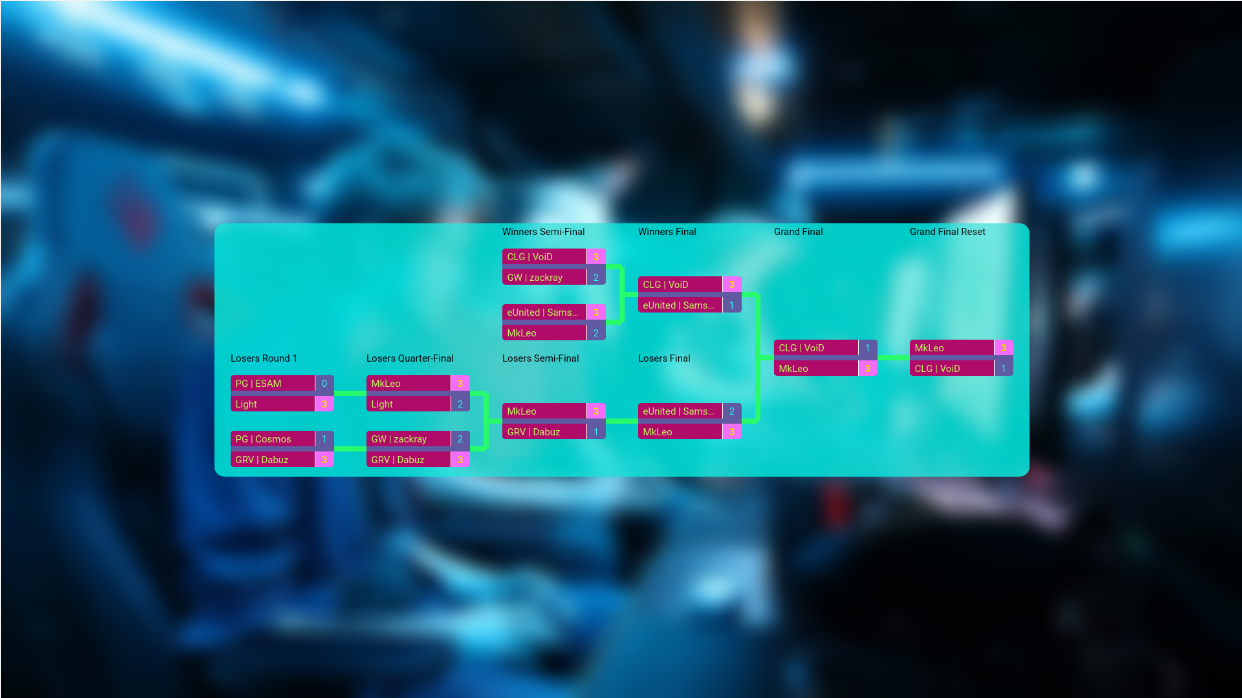 Winners Semi-Final
Winners Final
Grand Final
Grand Final Reset
CLG | VoiD 3
GW | zackray 2
eUnited | Sams... 3
MkLeo 2
CLG | VoiD 3
eUnited | Sams... 1
CLG | VoiD 1
MkLeo 3
MkLeo 3
CLG | VoiD 1
Losers Round 1
Losers Quarter-Final
Losers Semi-Final
Losers Final
PG | ESAM 0
Light 3
PG | Cosmos 1
GRV | Dabuz 3
MkLeo 3
Light 2
GW | zackray 2
GRV | Dabuz 3
MkLeo 3
GRV | Dabuz 1
eUnited | Sams... 2
MkLeo 3